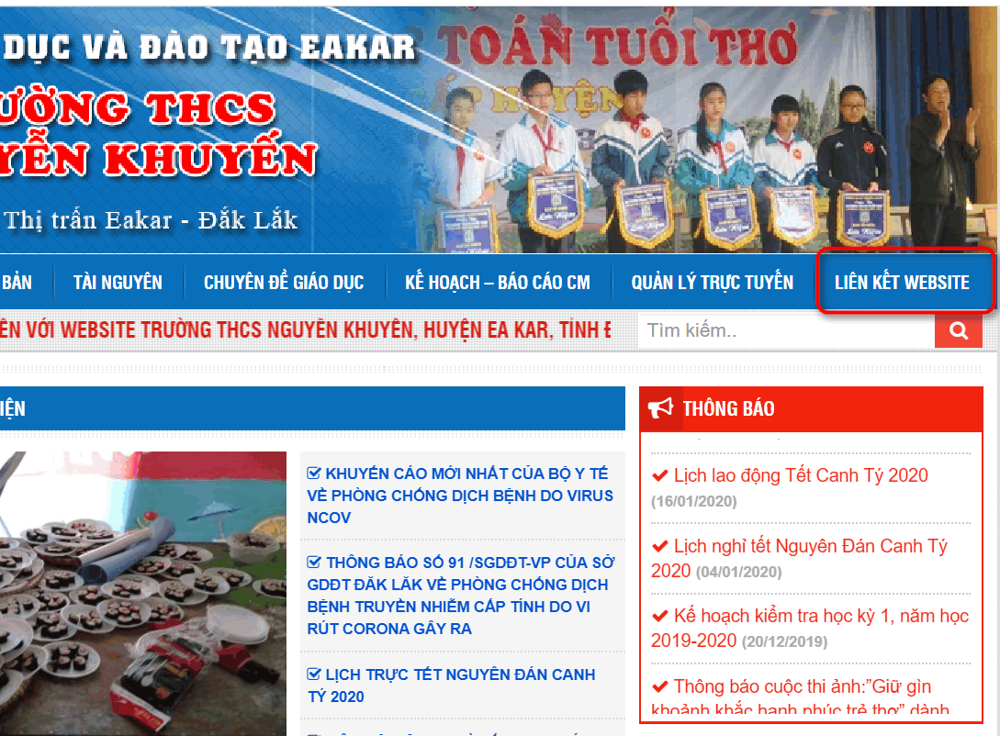 DỤC VÀ ĐÀO TẠO EAKAR
TOÁN TUỔI THƠ
ƯỜNG THCS
YỄN KHUYẾN
Thị trấn Eakar - Đắk Lắk
BẢN
TÀI NGUYÊN
CHUYÊN ĐỀ GIÁO DỤC
KẾ HOẠCH – BÁO CÁO CM
QUẢN LÝ TRỰC TUYẾN
LIÊN KẾT WEBSITE
ÊN VỚI WEBSITE TRƯỜNG THCS NGUYỄN KHUYẾN, HUYỆN EA KAR, TỈNH
Tìm kiếm..
IỆN
THÔNG BÁO
KHUYẾN CÁO MỚI NHẤT CỦA BỘ Y TẾ
VỀ PHÒNG CHỐNG DỊCH BỆNH DO VIRUS
NCOV
THÔNG BÁO SỐ 91 /SGDĐT-VP CỦA SỞ
GDĐT ĐĂK LĂK VỀ PHÒNG CHỐNG DỊCH
BỆNH TRUYỀN NHIỄM CẤP TÍNH DO VI
RÚT CORONA GÂY RA
LỊCH TRỰC TẾT NGUYÊN ĐÁN CANH
TÝ 2020
Lịch lao động Tết Canh Tý 2020
(16/01/2020)
Lịch nghỉ tết Nguyên Đán Canh Tý
2020 (04/01/2020)
Kế hoạch kiểm tra học kỳ 1, năm học
2019-2020 (20/12/2019)
Thông báo cuộc thi ảnh:”Giữ gìn
khoảnh khắc hạnh phúc trẻ thơ” dành